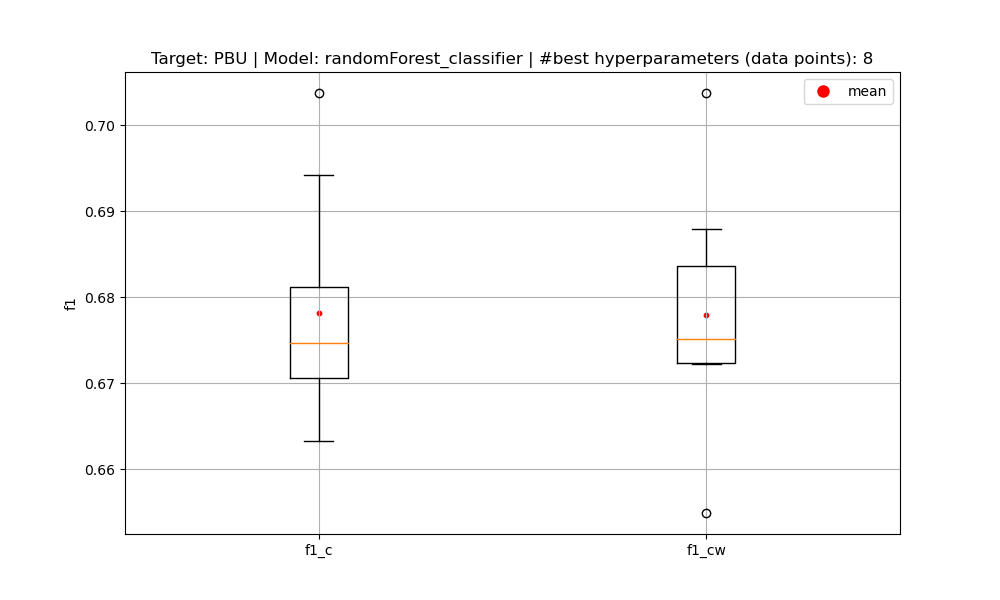 Target: PBU | Model: randomForest_classifier | #best hyperparameters (data points): 8
mean
0.70
0.69
0.68
0.67
0.66
f1
f1_c
f1_cw